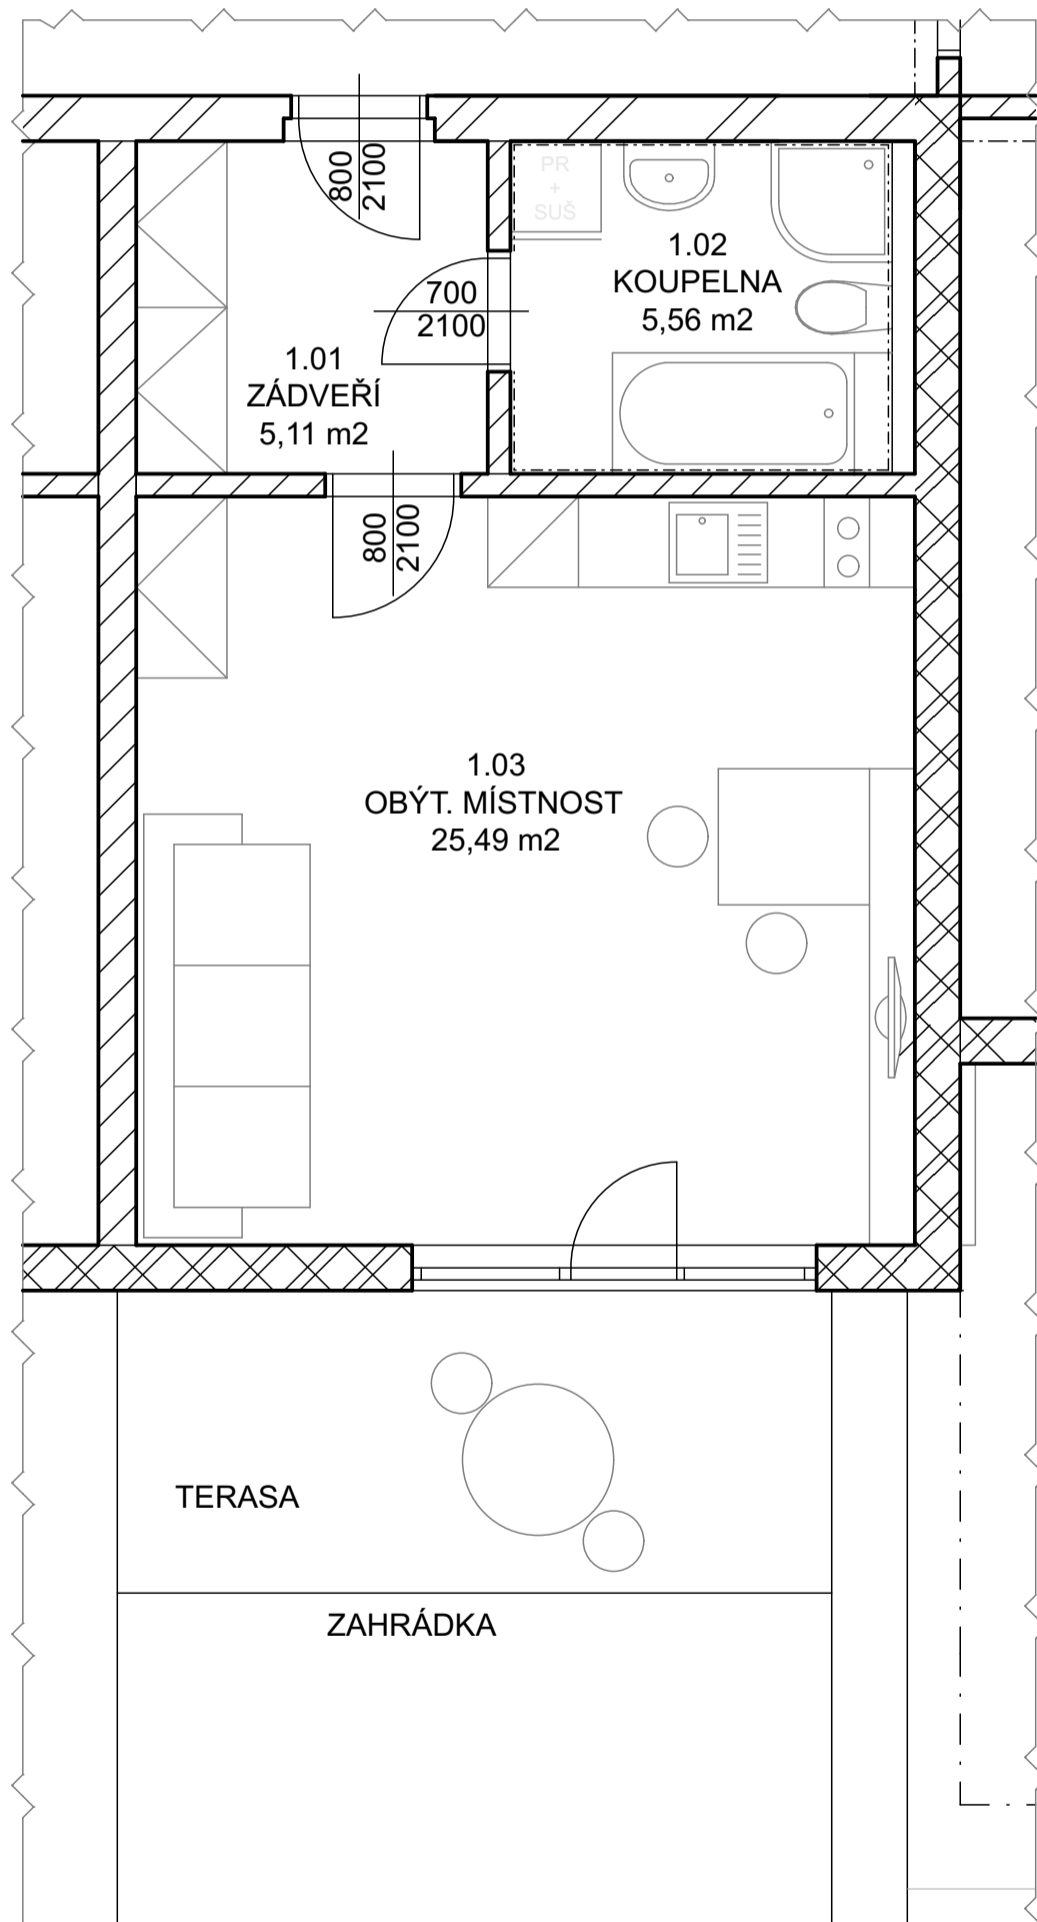 800
2100
PR
+
SUŠ
1.02
KOUPELNA
5,56 m2
700
2100
1.01
ZÁDVEŘÍ
5,11 m2
800
2100
1.03
OBÝT. MÍSTNOST
25,49 m2
TERASA
ZAHRÁDKA